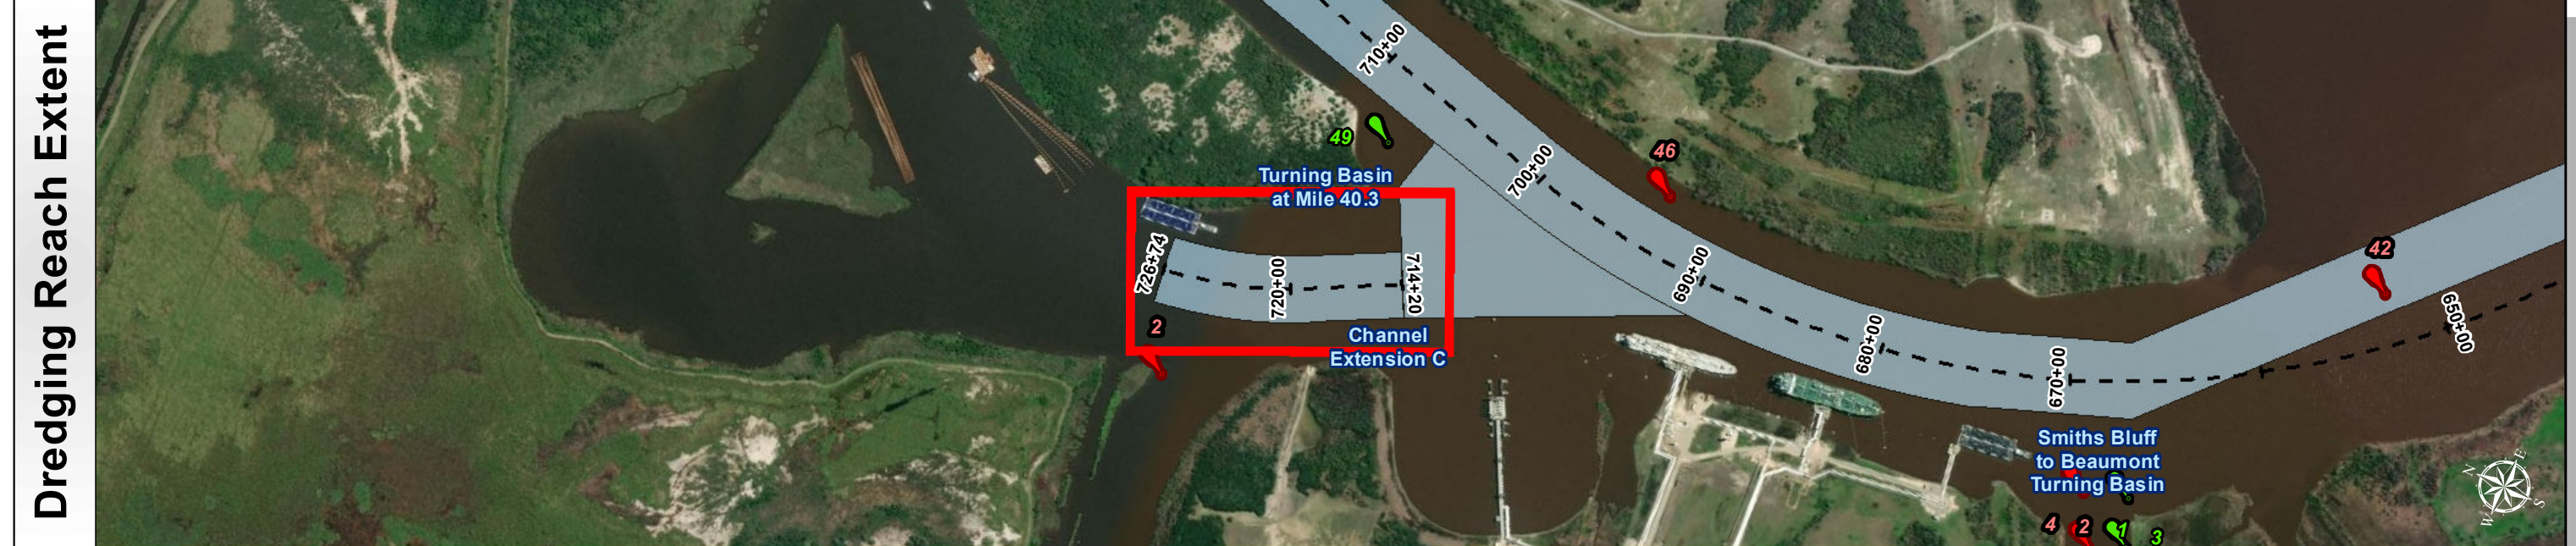 Dredging Reach Extent
710+00
49
Turning Basin
at Mile 40.3
700+00
46
726+74
720+00
714+20
2
Channel
Extension C
690+00
680+00
670+00
42
650+00
Smiths Bluff
to Beaumont
Turning Basin
4
2
1
3
N
E
W
S